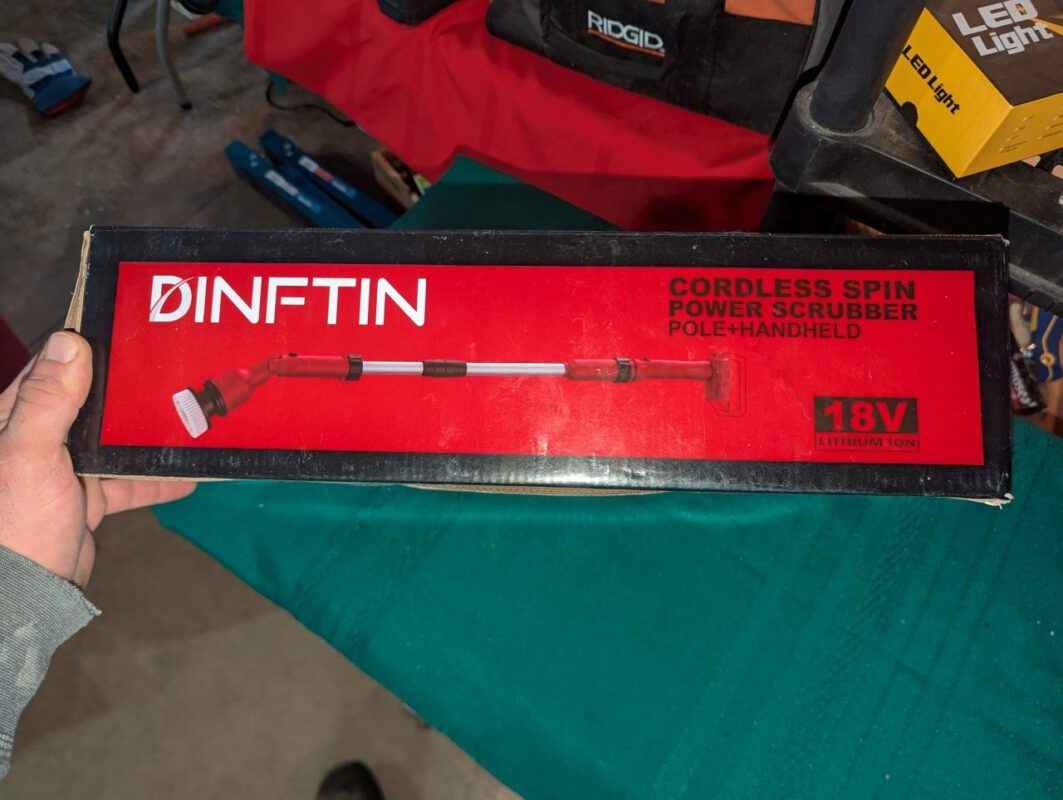 RIDGID
LED
Light
LED Light
DINFTIN
CORDLESS SPIN
POWER SCRUBBER
POLE+HANDHELD
18V
LITHIUM ION